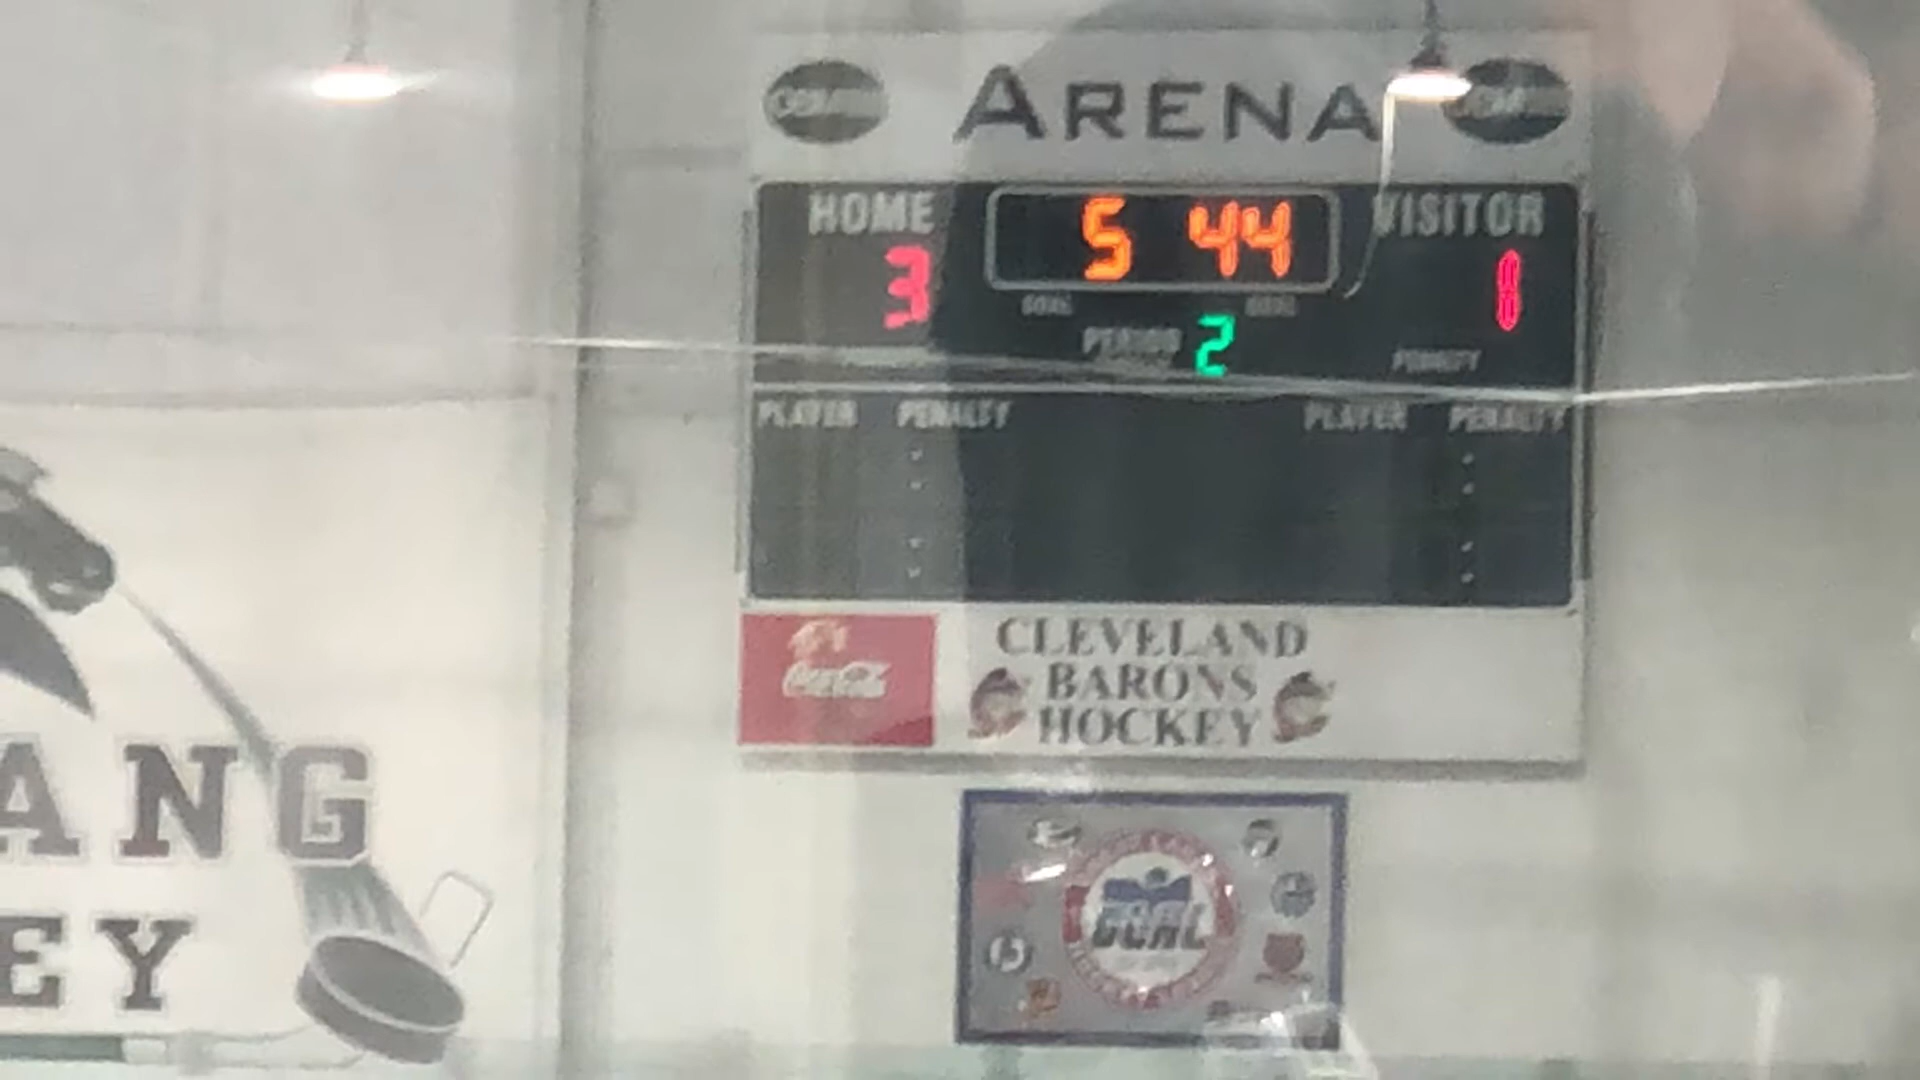 ARENA
HOME
5 44
VISITOR
3
PERIOD 2
PENALTY
PLAYER PENALTY
PLAYER PENALTY
Coca-Cola
CLEVELAND
BARONS
HOCKEY
ANG
EY
GOAL